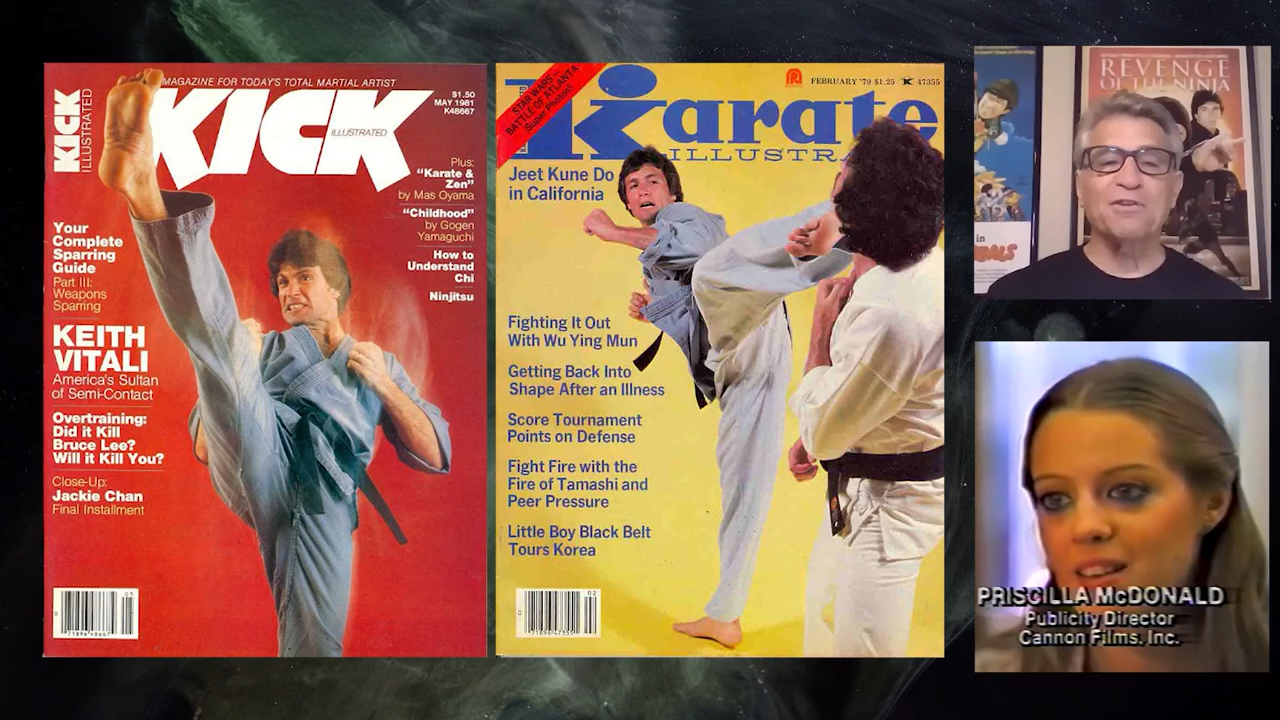 MAGAZINE FOR TODAY'S TOTAL MARTIAL ARTIST
KICK
ILLUSTRATED
KICK
ILLUSTRATED
$1.50
MAY 1981
K48667
Plus:
"Karate &
Zen"
by Mas Oyama
"Childhood"
by Gogen
Yamaguchi
How to
Understand
Chi
Ninjitsu
Your
Complete
Sparring
Guide
Part III:
Weapons
Sparring
KEITH
VITALI
America's Sultan
of Semi-Contact
Overtraining:
Did it Kill
Bruce Lee?
Will it Kill You?
Close-Up:
Jackie Chan
Final Installment
05
STAR WARS—
BATTLE OF ATLANTA
(Super Photos!)
FEBRUARY '79 $1.25 K 47355
Karate
ILLUSTRA
Jeet Kune Do
in California
Fighting It Out
With Wu Ying Mun
Getting Back Into
Shape After an Illness
Score Tournament
Points on Defense
Fight Fire with the
Fire of Tamashi and
Peer Pressure
Little Boy Black Belt
Tours Korea
02
REVENGE
OF THE NINJA
in
PRISCILLA McDONALD
Publicity Director
Cannon Films, Inc.